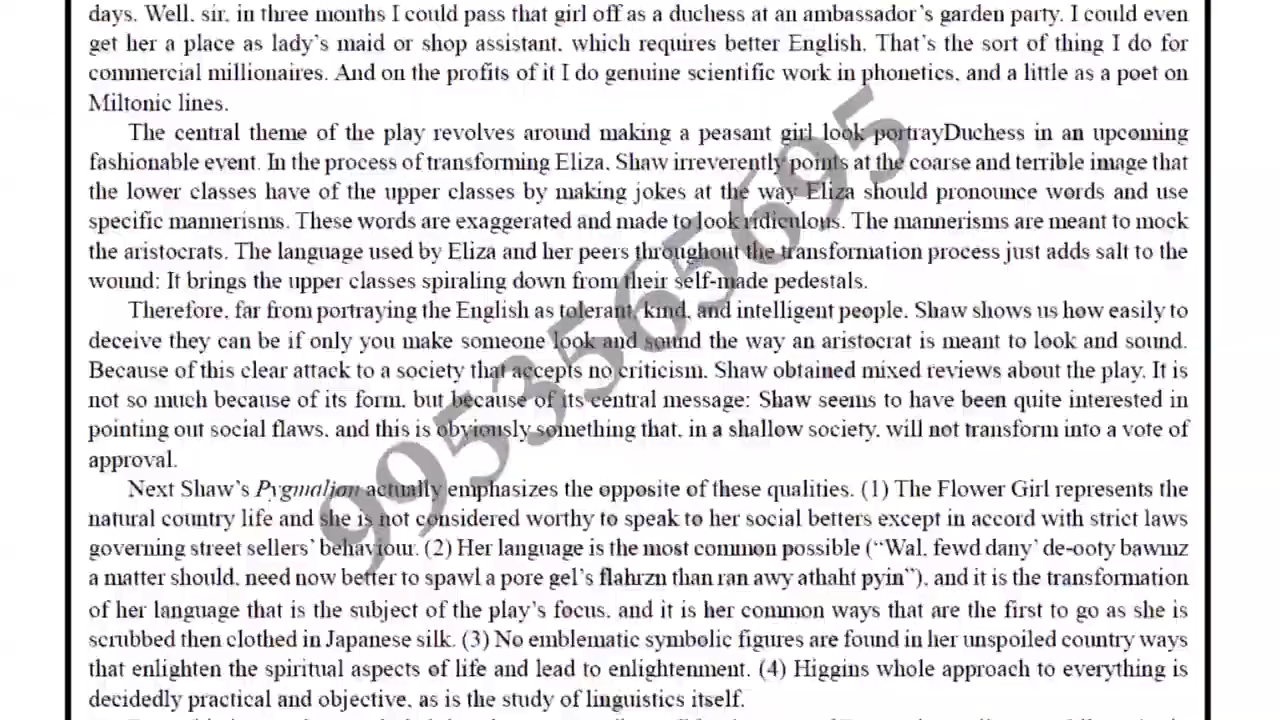 days. Well, sir, in three months I could pass that girl off as a duchess at an ambassador's garden party. I could even
get her a place as lady's maid or shop assistant, which requires better English. That's the sort of thing I do for
commercial millionaires. And on the profits of it I do genuine scientific work in phonetics, and a little as a poet on
Miltonic lines.
The central theme of the play revolves around making a peasant girl look portrayDuchess in an upcoming
fashionable event. In the process of transforming Eliza, Shaw irreverently points at the coarse and terrible image that
the lower classes have of the upper classes by making jokes at the way Eliza should pronounce words and use
specific mannerisms. These words are exaggerated and made to look ridiculous. The mannerisms are meant to mock
the aristocrats. The language used by Eliza and her peers throughout the transformation process just adds salt to the
wound: It brings the upper classes spiraling down from their self-made pedestals.
Therefore, far from portraying the English as tolerant, kind, and intelligent people, Shaw shows us how easily to
deceive they can be if only you make someone look and sound the way an aristocrat is meant to look and sound.
Because of this clear attack to a society that accepts no criticism, Shaw obtained mixed reviews about the play. It is
not so much because of its form, but because of its central message: Shaw seems to have been quite interested in
pointing out social flaws, and this is obviously something that, in a shallow society, will not transform into a vote of
approval.
Next Shaw's Pygmalion actually emphasizes the opposite of these qualities. (1) The Flower Girl represents the
natural country life and she is not considered worthy to speak to her social betters except in accord with strict laws
governing street sellers' behaviour. (2) Her language is the most common possible ("Wal, fewd dany' de-ooty bawmz
a matter should, need now better to spawl a pore gel's flahrzn than ran awy athaht pyin"), and it is the transformation
of her language that is the subject of the play's focus, and it is her common ways that are the first to go as she is
scrubbed then clothed in Japanese silk. (3) No emblematic symbolic figures are found in her unspoiled country ways
that enlighten the spiritual aspects of life and lead to enlightenment. (4) Higgins whole approach to everything is
decidedly practical and objective, as is the study of linguistics itself.
9953565695